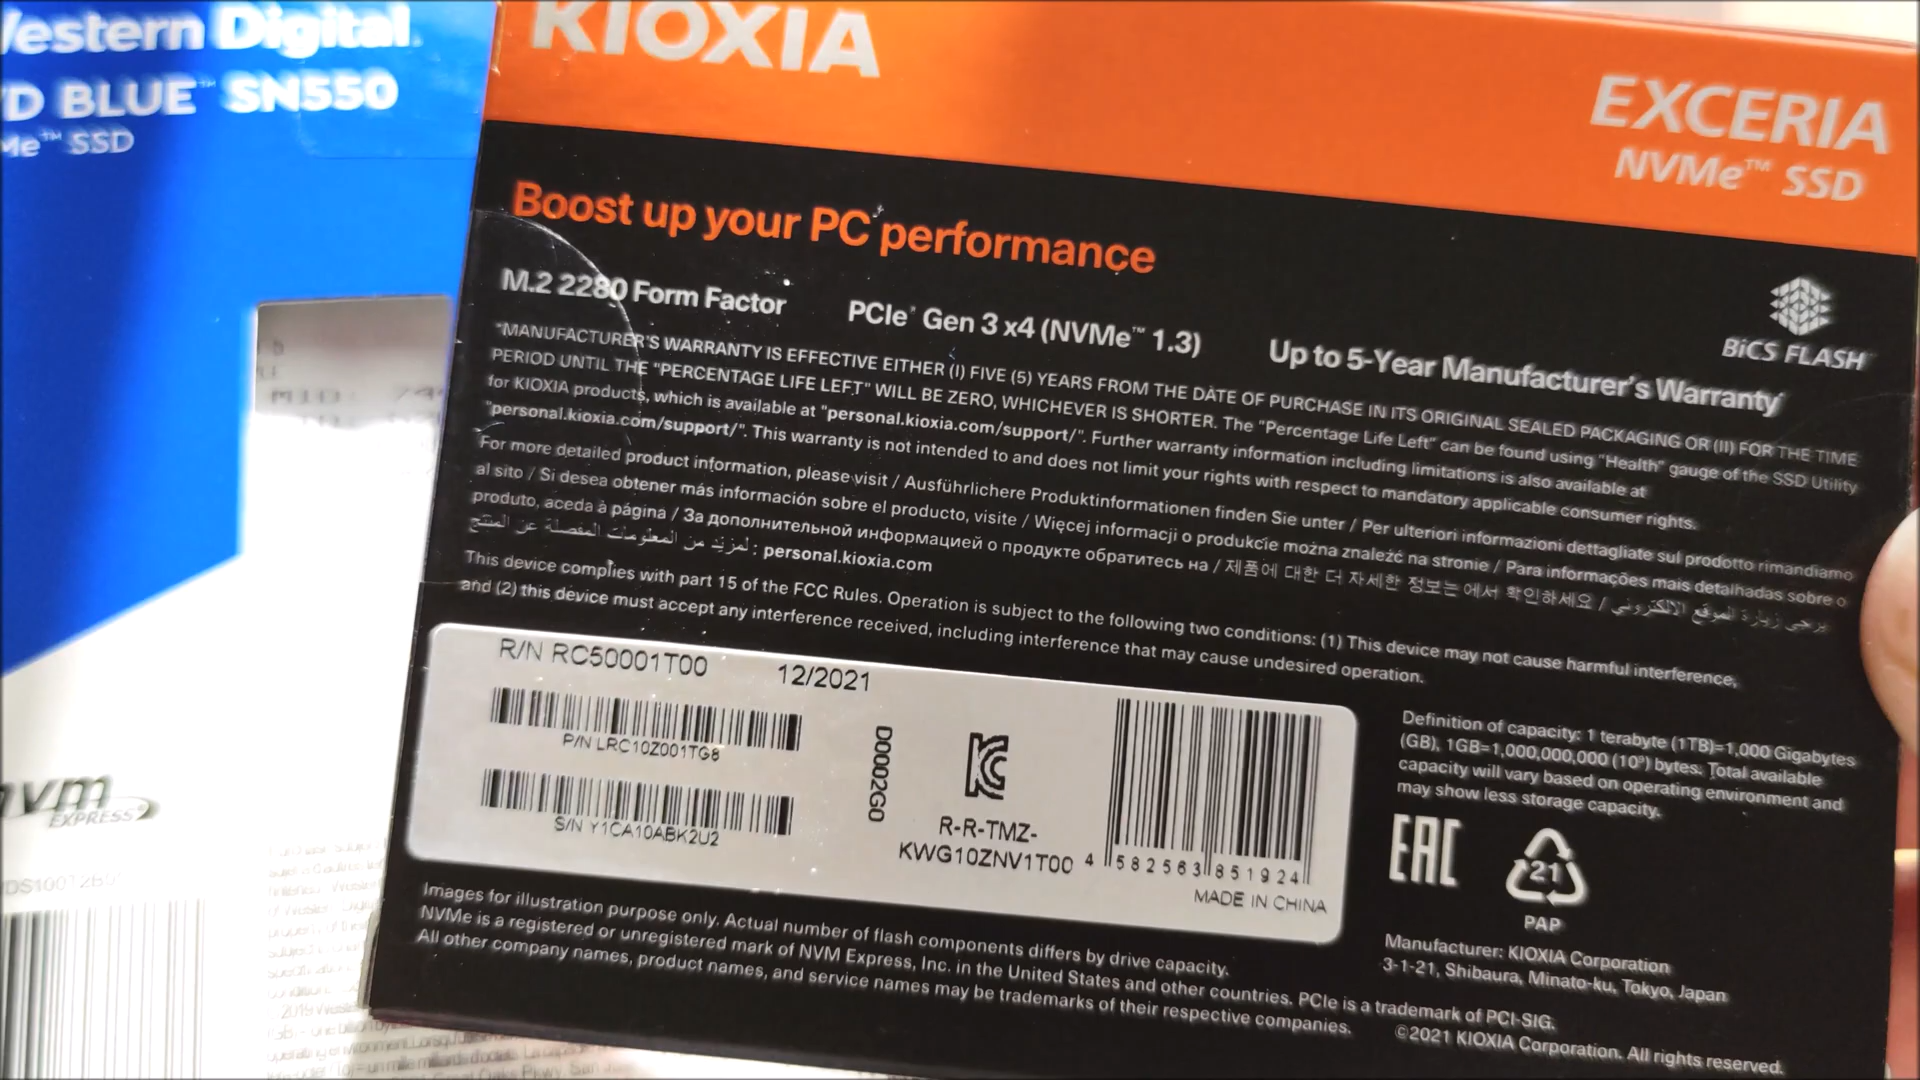 Western Digital
WD BLUE™ SN550
NVMe™ SSD
MID:
nvm
EXPRESS
KIOXIA
EXCERIA
NVMe™ SSD
Boost up your PC performance
M.2 2280 Form Factor
PCIe® Gen 3 x4 (NVMe™ 1.3)
Up to 5-Year Manufacturer's Warranty
BiCS FLASH™
*MANUFACTURER'S WARRANTY IS EFFECTIVE EITHER (I) FIVE (5) YEARS FROM THE DATE OF PURCHASE IN ITS ORIGINAL SEALED PACKAGING OR (II) FOR THE TIME
PERIOD UNTIL THE "PERCENTAGE LIFE LEFT" WILL BE ZERO, WHICHEVER IS SHORTER. The "Percentage Life Left" can be found using "Health" gauge of the SSD Utility
for KIOXIA products, which is available at "personal.kioxia.com/support/". Further warranty information including limitations is also available at
"personal.kioxia.com/support/". This warranty is not intended to and does not limit your rights with respect to mandatory applicable consumer rights.
For more detailed product information, please visit / Ausführlichere Produktinformationen finden Sie unter / Per ulteriori informazioni dettagliate sul prodotto rimandiamo
al sito / Si desea obtener más información sobre el producto, visite / Więcej informacji o produkcie można znaleźć na stronie / Para informações mais detalhadas sobre o
produto, aceda à página / За дополнительной информацией о продукте обратитесь на / 제품에 대한 더 자세한 정보는 에서 확인하세요 / يرجى زيارة الموقع الإلكتروني
لمزيد من المعلومات المفصلة عن المنتج : personal.kioxia.com
This device complies with part 15 of the FCC Rules. Operation is subject to the following two conditions: (1) This device may not cause harmful interference,
and (2) this device must accept any interference received, including interference that may cause undesired operation.
R/N RC50001T00
12/2021
P/N LRC10Z001TG8
S/N Y1CA10ABK2U2
D0002G0
R-R-TMZ-
KWG10ZNV1T00
4 582563 851924
MADE IN CHINA
Definition of capacity: 1 terabyte (1TB)=1,000 Gigabytes
(GB), 1GB=1,000,000,000 (10⁹) bytes. Total available
capacity will vary based on operating environment and
may show less storage capacity.
EAC
21
PAP
Manufacturer: KIOXIA Corporation
3-1-21, Shibaura, Minato-ku, Tokyo, Japan
Images for illustration purpose only. Actual number of flash components differs by drive capacity.
NVMe is a registered or unregistered mark of NVM Express, Inc. in the United States and other countries. PCIe is a trademark of PCI-SIG.
All other company names, product names, and service names may be trademarks of their respective companies.
©2021 KIOXIA Corporation. All rights reserved.